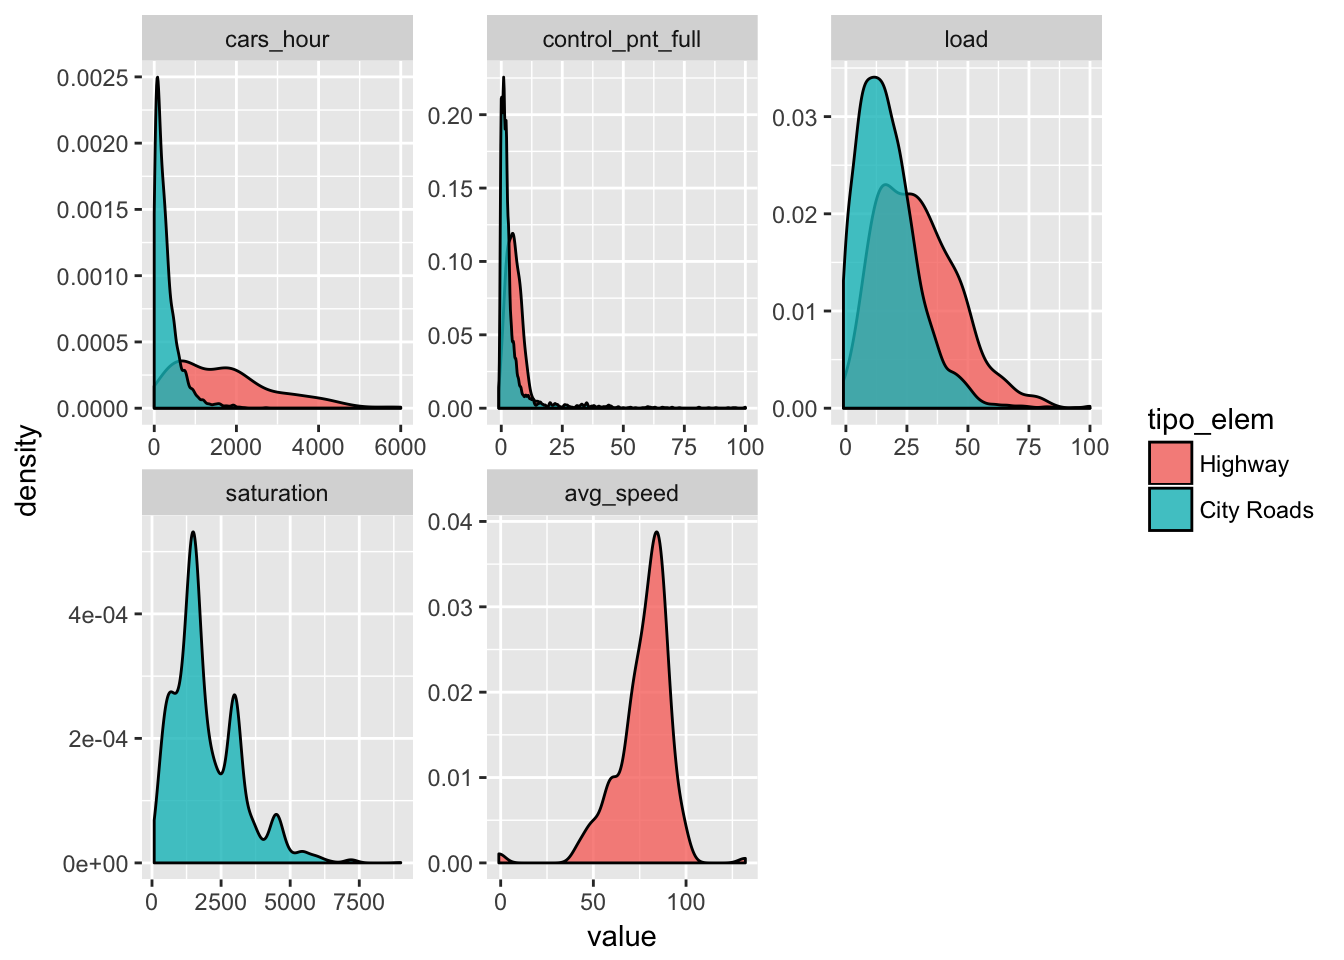 cars_hour
control_pnt_full
load
0.0025
0.0020
0.0015
0.0010
0.0005
0.0000
0 2000 4000 6000
0.20
0.15
0.10
0.05
0.00
0 25 50 75 100
0.03
0.02
0.01
0.00
0 25 50 75 100
saturation
avg_speed
4e-04
2e-04
0e+00
0 2500 5000 7500
0.04
0.03
0.02
0.01
0.00
0 50 100
density
value
tipo_elem
Highway
City Roads